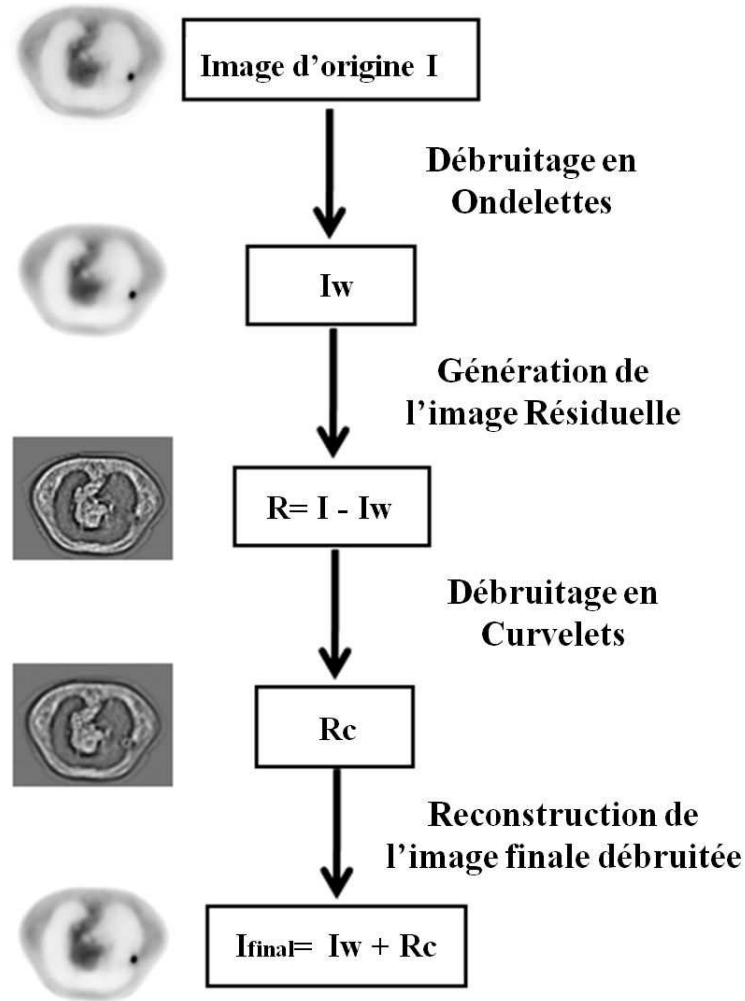 Image d'origine I
Débruitage en
Ondelettes
Iw
Génération de
l'image Résiduelle
R= I - Iw
Débruitage en
Curvelets
Rc
Reconstruction de
l'image finale débruitée
Ifinal= Iw + Rc